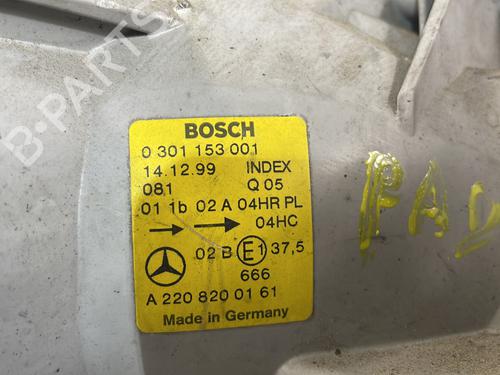 B-PARTS
BOSCH
0 301 153 001
14.12.99 INDEX
081 Q 05
01 1b 02 A 04HR PL
04HC
02 B E1 37,5
666
A 220 820 01 61
Made in Germany